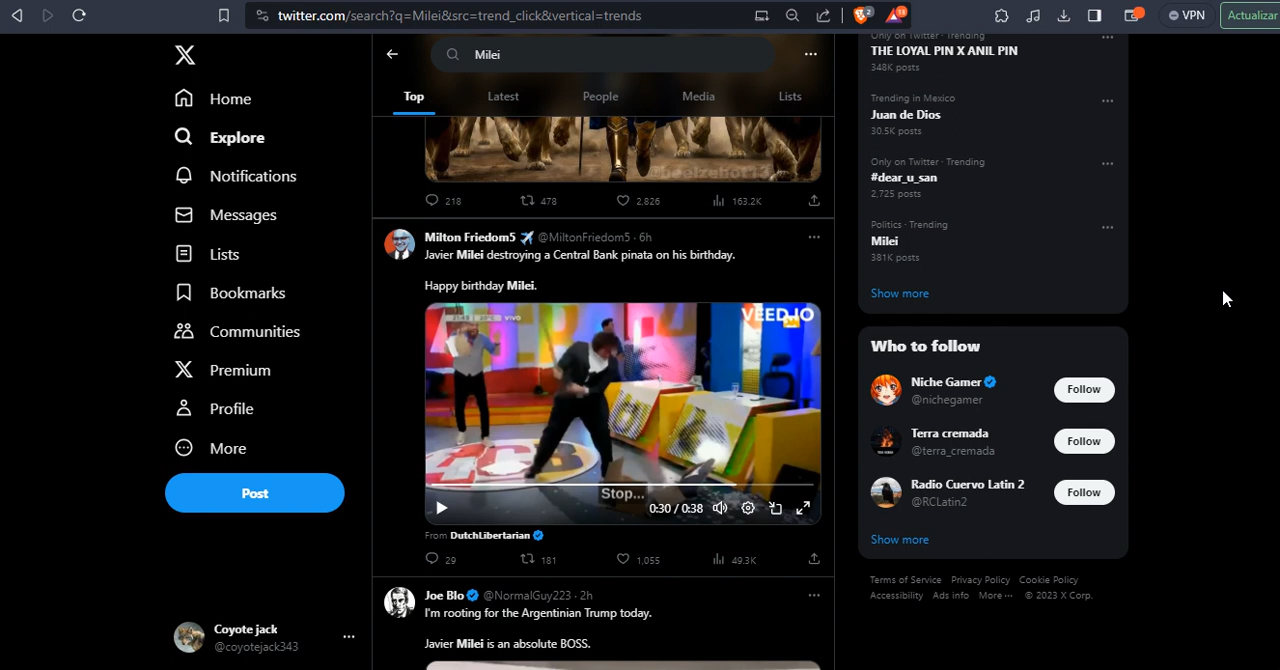 twitter.com/search?q=Milei&src=trend_click&vertical=trends
2
13
VPN
Actualizar
Home
Explore
Notifications
Messages
Lists
Bookmarks
Communities
Premium
Profile
More
Post
Coyote jack
@coyotejack343
Milei
Top
Latest
People
Media
Lists
@beelzehot13
218
478
2,826
163.2K
Milton Friedom5 ✈️ @MiltonFriedom5 · 6h
Javier Milei destroying a Central Bank pinata on his birthday.
Happy birthday Milei.
VIVO
VEED.IO
Stop...
0:30 / 0:38
From DutchLibertarian
29
181
1,055
49.3K
Joe Blo @NormalGuy223 · 2h
I'm rooting for the Argentinian Trump today.
Javier Milei is an absolute BOSS.
Only on Twitter · Trending
THE LOYAL PIN X ANIL PIN
348K posts
Trending in Mexico
Juan de Dios
30.5K posts
Only on Twitter · Trending
#dear_u_san
2,725 posts
Politics · Trending
Milei
381K posts
Show more
Who to follow
Niche Gamer
@nichegamer
Follow
Terra cremada
@terra_cremada
Follow
Radio Cuervo Latin 2
@RCLatin2
Follow
Show more
Terms of Service Privacy Policy Cookie Policy
Accessibility Ads info More ··· © 2023 X Corp.